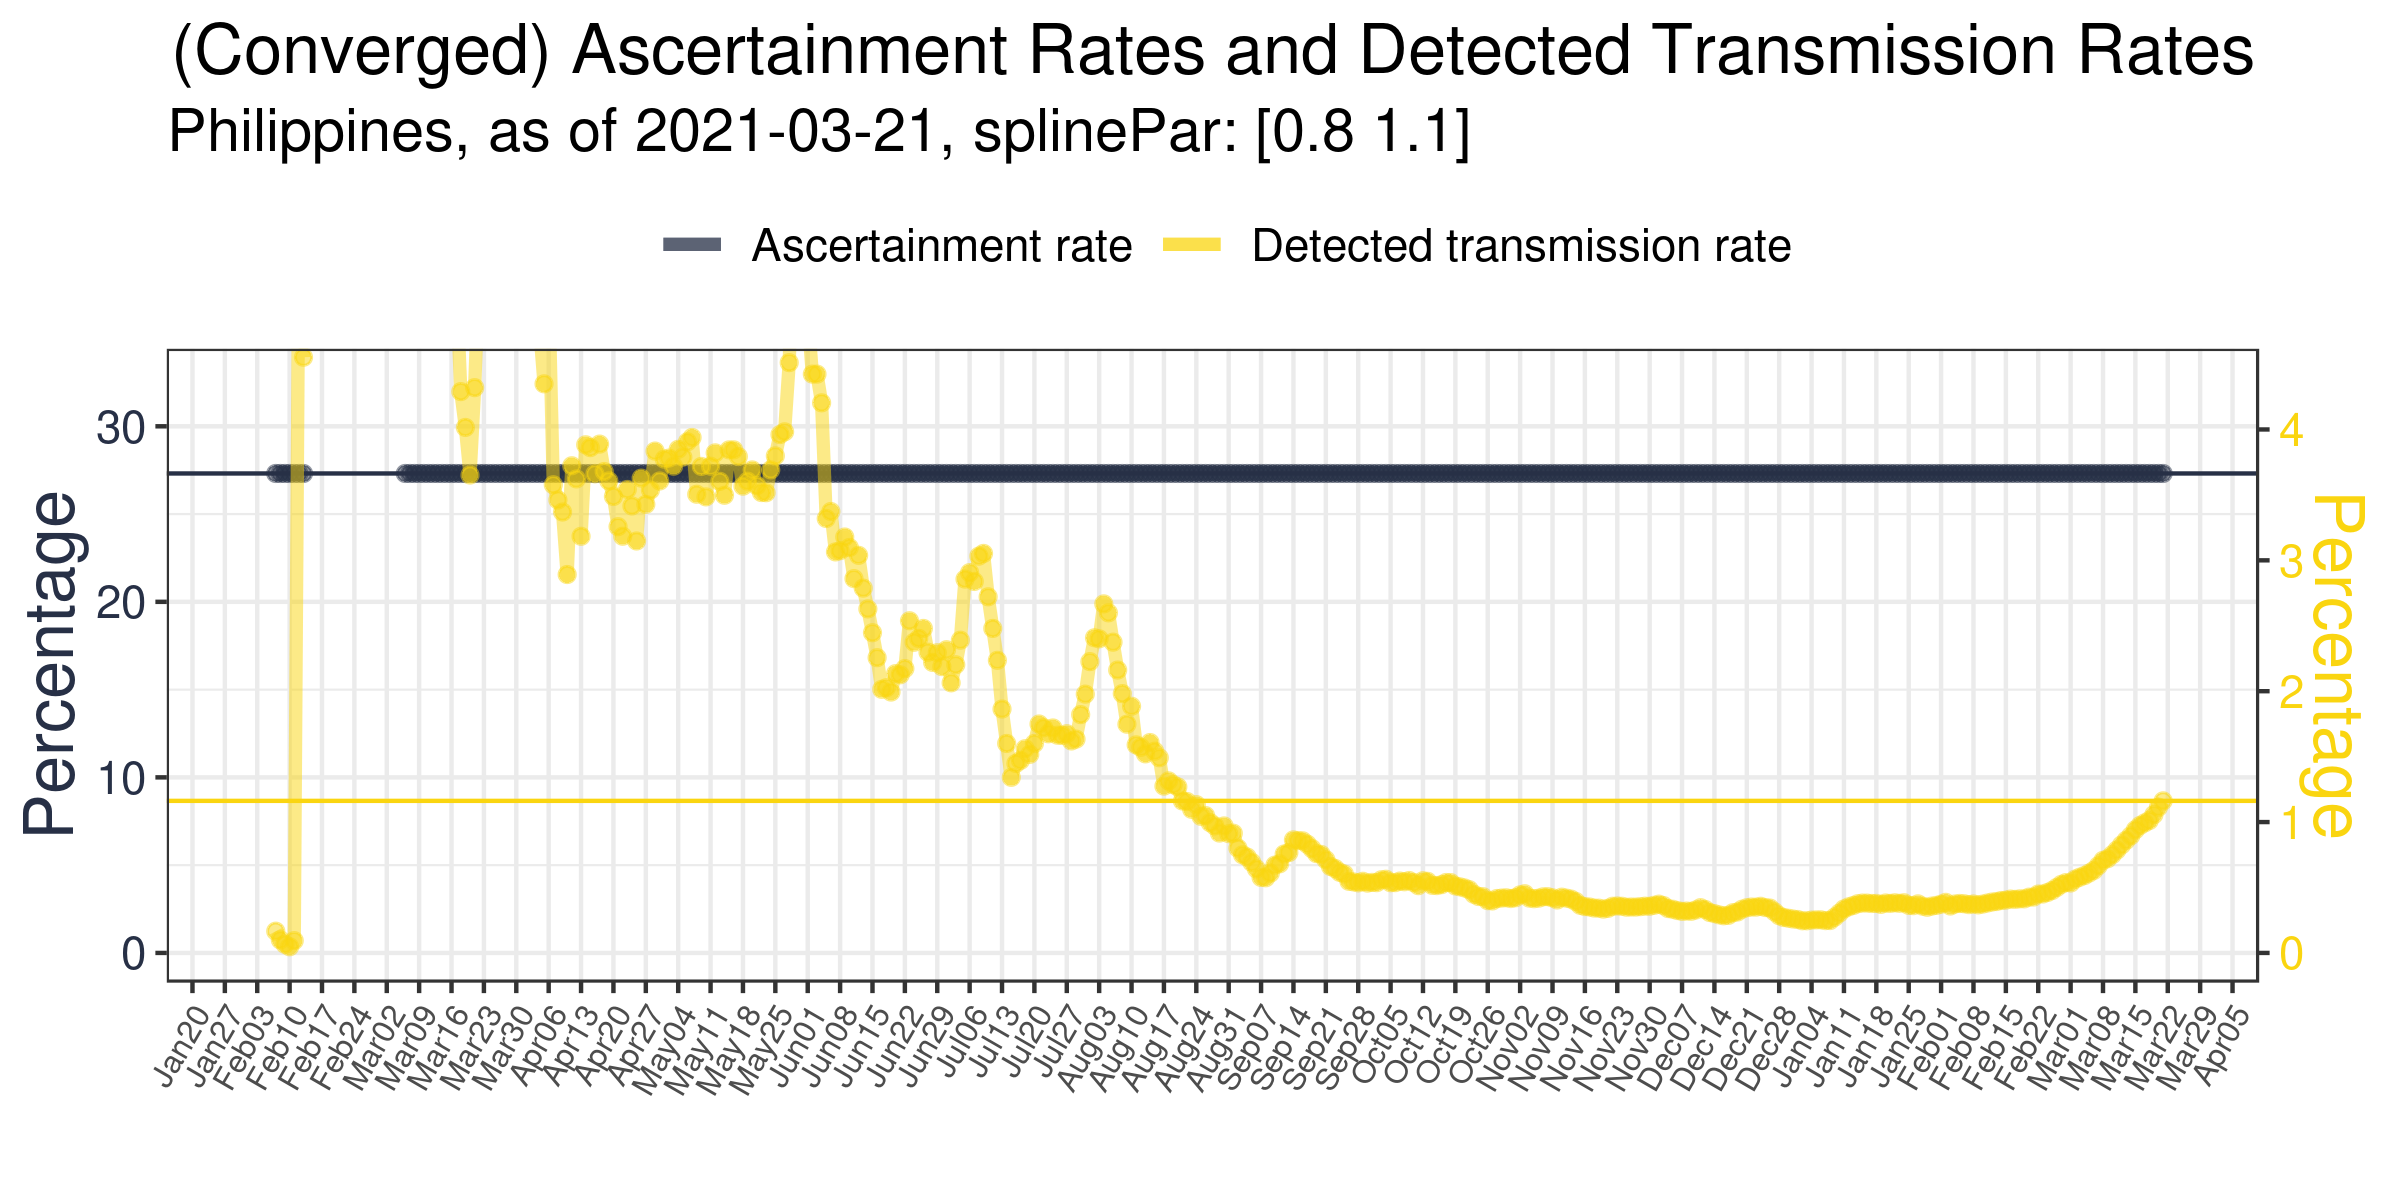 (Converged) Ascertainment Rates and Detected Transmission Rates
Philippines, as of 2021-03-21, splinePar: [0.8 1.1]
Ascertainment rate
Detected transmission rate
Percentage
30
20
10
0
4
3
2
1
0
Percentage
Jan20
Jan27
Feb03
Feb10
Feb17
Feb24
Mar02
Mar09
Mar16
Mar23
Mar30
Apr06
Apr13
Apr20
Apr27
May04
May11
May18
May25
Jun01
Jun08
Jun15
Jun22
Jun29
Jul06
Jul13
Jul20
Jul27
Aug03
Aug10
Aug17
Aug24
Aug31
Sep07
Sep14
Sep21
Sep28
Oct05
Oct12
Oct19
Oct26
Nov02
Nov09
Nov16
Nov23
Nov30
Dec07
Dec14
Dec21
Dec28
Jan04
Jan11
Jan18
Jan25
Feb01
Feb08
Feb15
Feb22
Mar01
Mar08
Mar15
Mar22
Mar29
Apr05